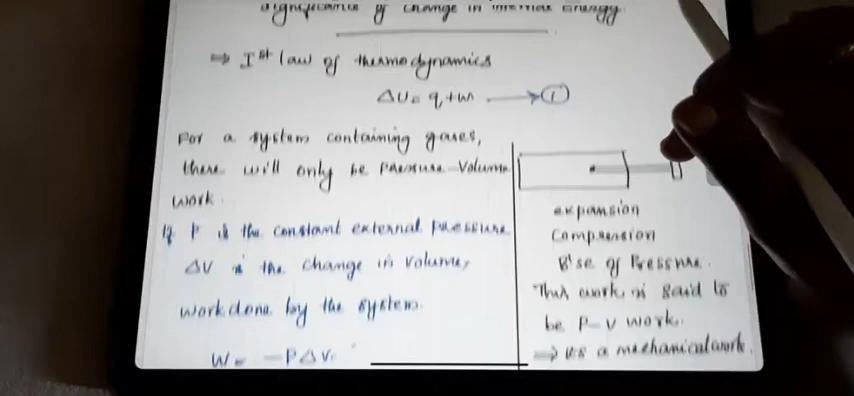 significance of change in internal energy
⇒ Ist law of thermodynamics
ΔU = q + w ⟶ ①
For a system containing gases,
there will only be pressure-volume
work.
If P is the constant external pressure
ΔV is the change in volume,
work done by the system.
W = -PΔV.
expansion
compression
B'se of Pressure.
This work is said to
be P-V work.
⇒ is a mechanical work.